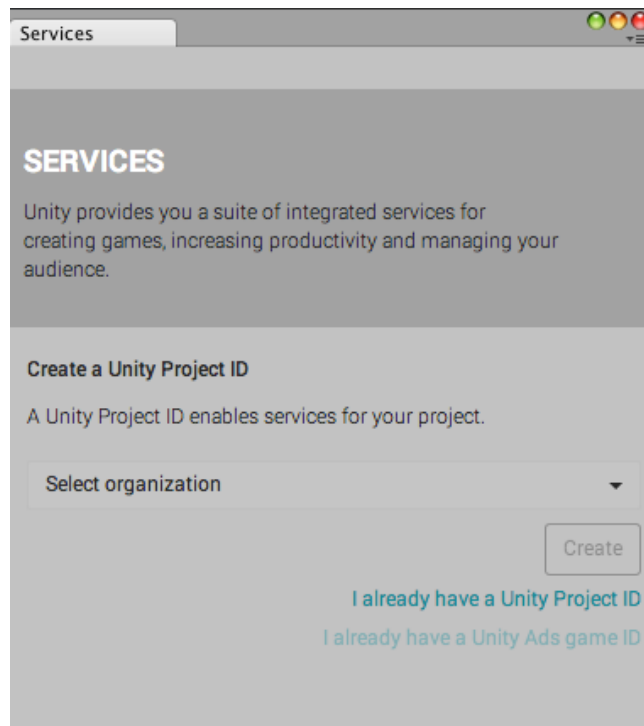 Services
SERVICES
Unity provides you a suite of integrated services for
creating games, increasing productivity and managing your
audience.
Create a Unity Project ID
A Unity Project ID enables services for your project.
Select organization
Create
I already have a Unity Project ID
I already have a Unity Ads game ID